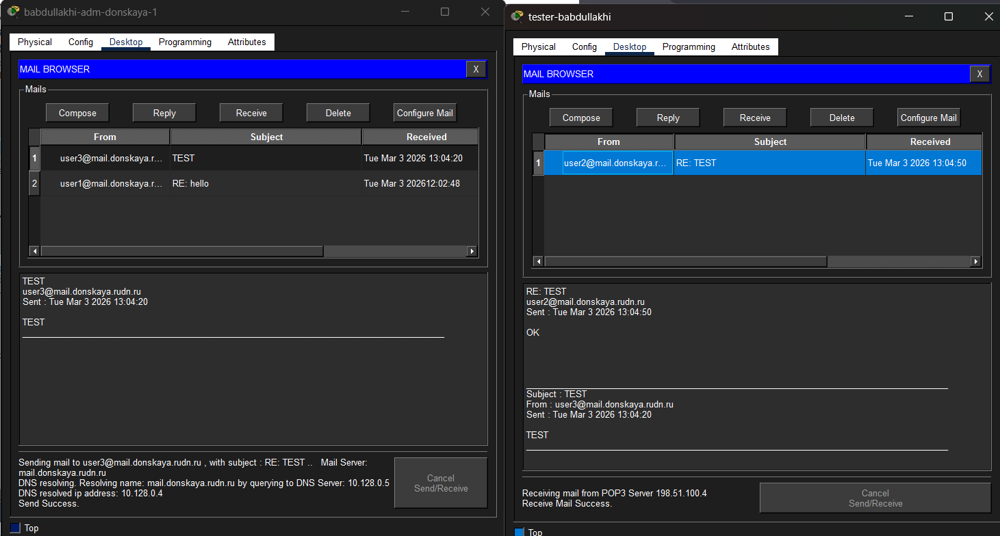 babdullakhi-adm-donskaya-1
Physical Config Desktop Programming Attributes
MAIL BROWSER X
Mails
Compose Reply Receive Delete Configure Mail
From Subject Received
1 user3@mail.donskaya.r... TEST Tue Mar 3 2026 13:04:20
2 user1@mail.donskaya.r... RE: hello Tue Mar 3 202612:02:48
TEST
user3@mail.donskaya.rudn.ru
Sent : Tue Mar 3 2026 13:04:20
TEST
Sending mail to user3@mail.donskaya.rudn.ru , with subject : RE: TEST .. Mail Server:
mail.donskaya.rudn.ru
DNS resolving. Resolving name: mail.donskaya.rudn.ru by querying to DNS Server: 10.128.0.5
DNS resolved ip address: 10.128.0.4
Send Success.
Cancel
Send/Receive
Top
tester-babdullakhi
Physical Config Desktop Programming Attributes
MAIL BROWSER X
Mails
Compose Reply Receive Delete Configure Mail
From Subject Received
1 user2@mail.donskaya.r... RE: TEST Tue Mar 3 2026 13:04:50
RE: TEST
user2@mail.donskaya.rudn.ru
Sent : Tue Mar 3 2026 13:04:50
OK
Subject : TEST
From : user3@mail.donskaya.rudn.ru
Sent : Tue Mar 3 2026 13:04:20
TEST
Receiving mail from POP3 Server 198.51.100.4
Receive Mail Success.
Cancel
Send/Receive
Top